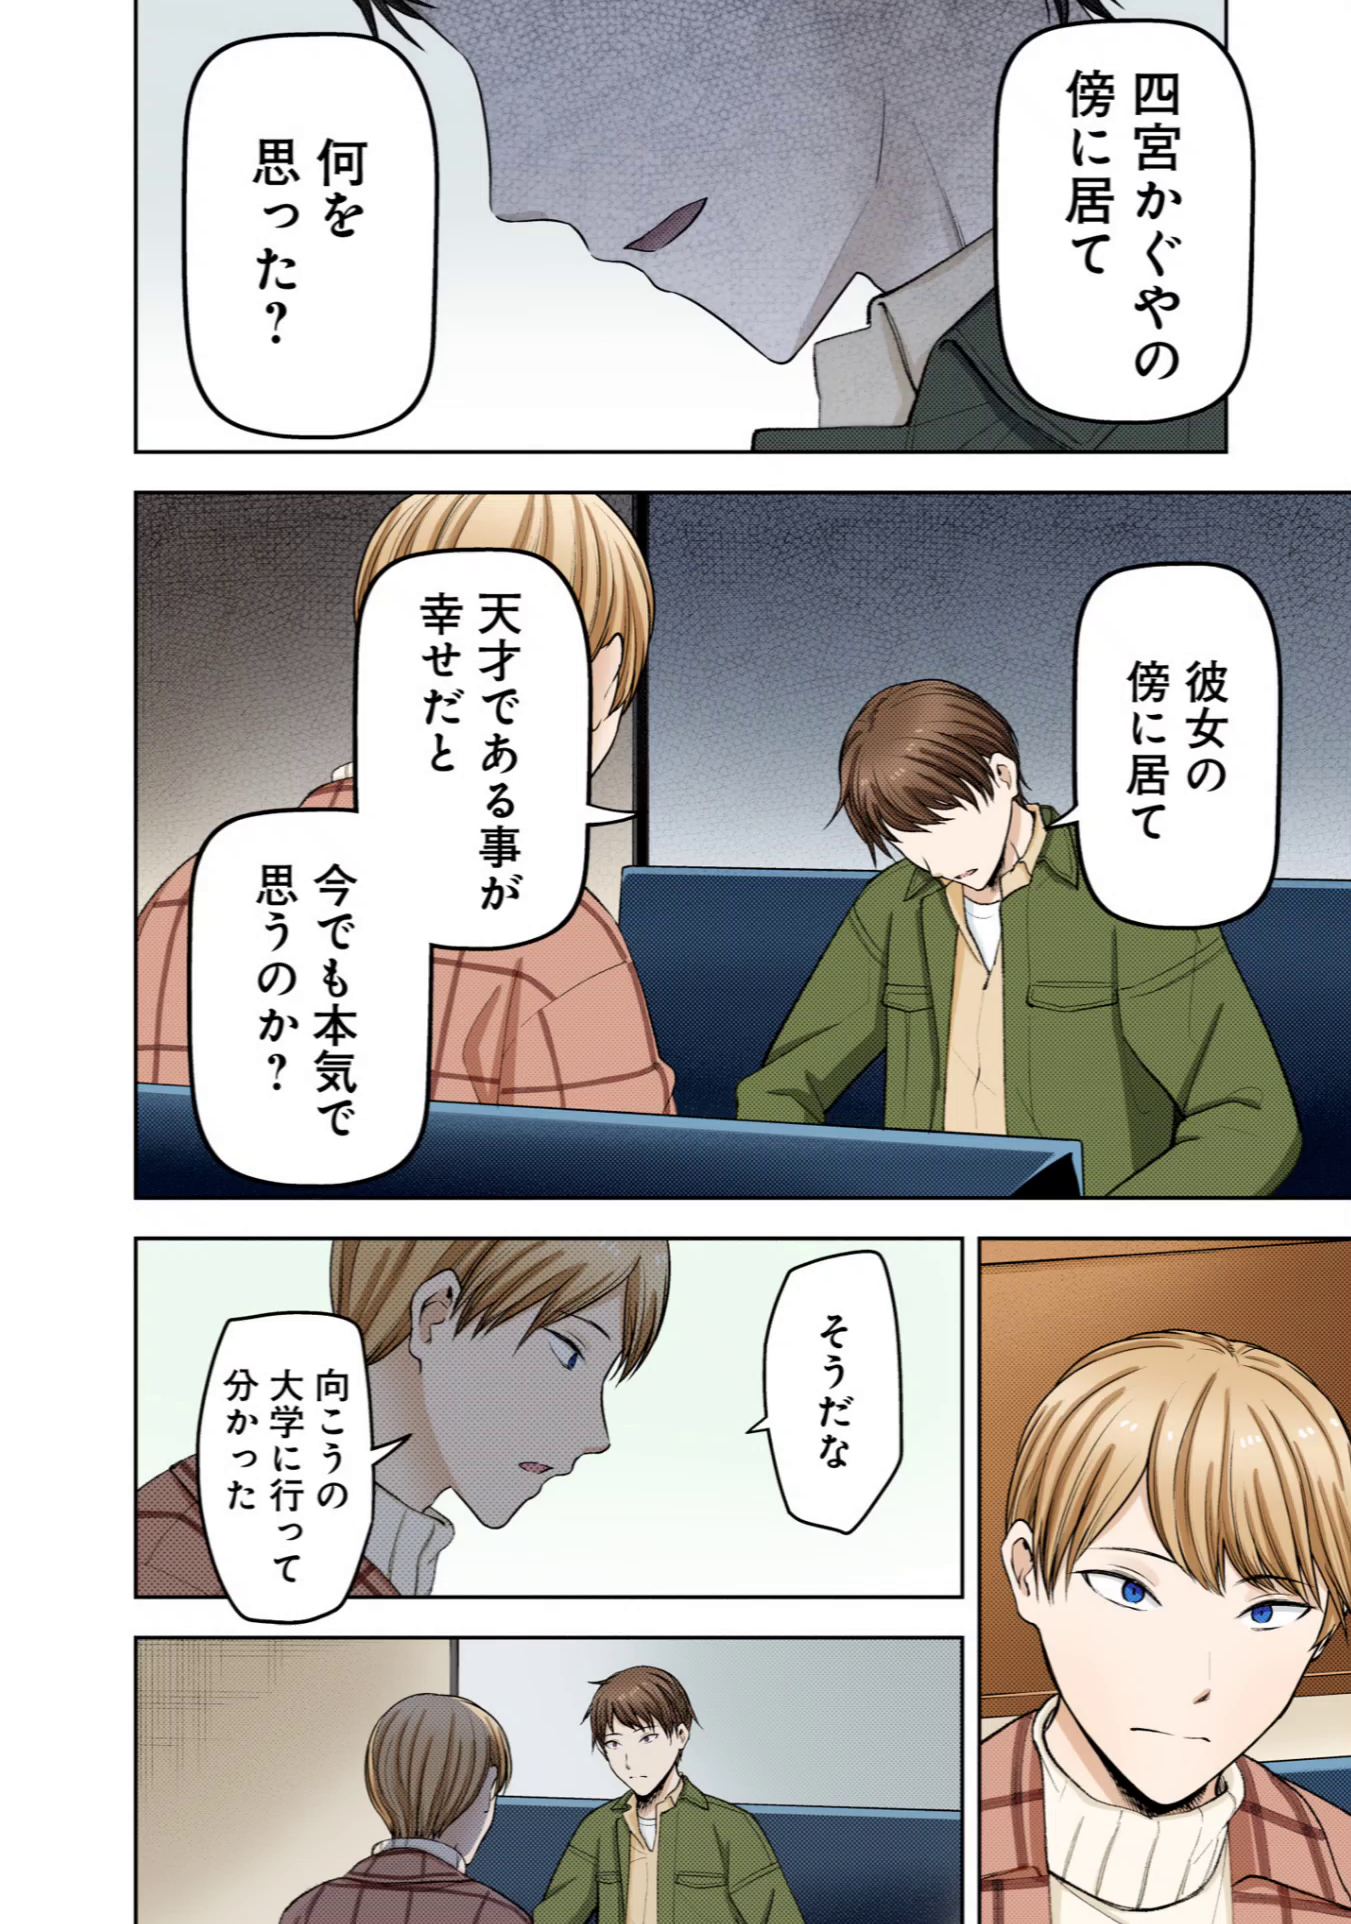 四宮かぐやの
傍に居て
何を
思った?
彼女の
傍に居て
天才である事が
幸せだと
今でも本気で
思うのか?
そうだな
向こうの
大学に行って
分かった